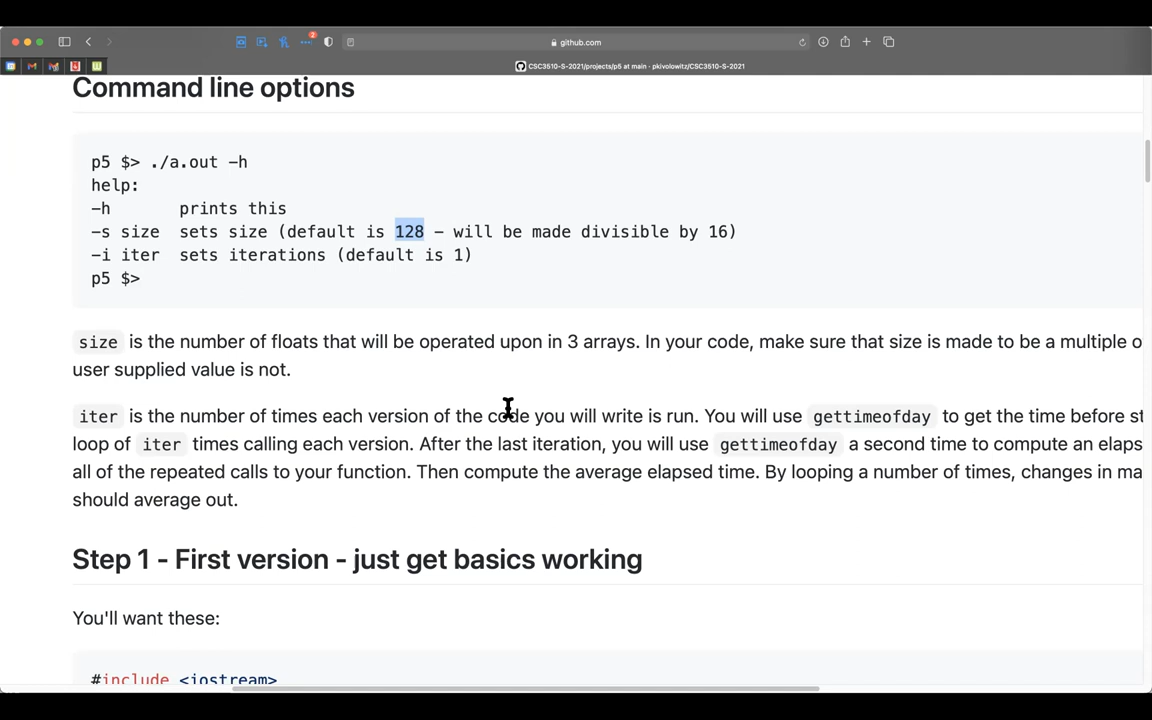 github.com
2
CSC3510-S-2021/projects/p5 at main · pkivolowitz/CSC3510-S-2021
Command line options
p5 $> ./a.out -h
help:
-h prints this
-s size sets size (default is 128 - will be made divisible by 16)
-i iter sets iterations (default is 1)
p5 $>
size is the number of floats that will be operated upon in 3 arrays. In your code, make sure that size is made to be a multiple o
user supplied value is not.
iter is the number of times each version of the code you will write is run. You will use gettimeofday to get the time before st
loop of iter times calling each version. After the last iteration, you will use gettimeofday a second time to compute an elaps
all of the repeated calls to your function. Then compute the average elapsed time. By looping a number of times, changes in ma
should average out.
Step 1 - First version - just get basics working
You'll want these:
#include <iostream>